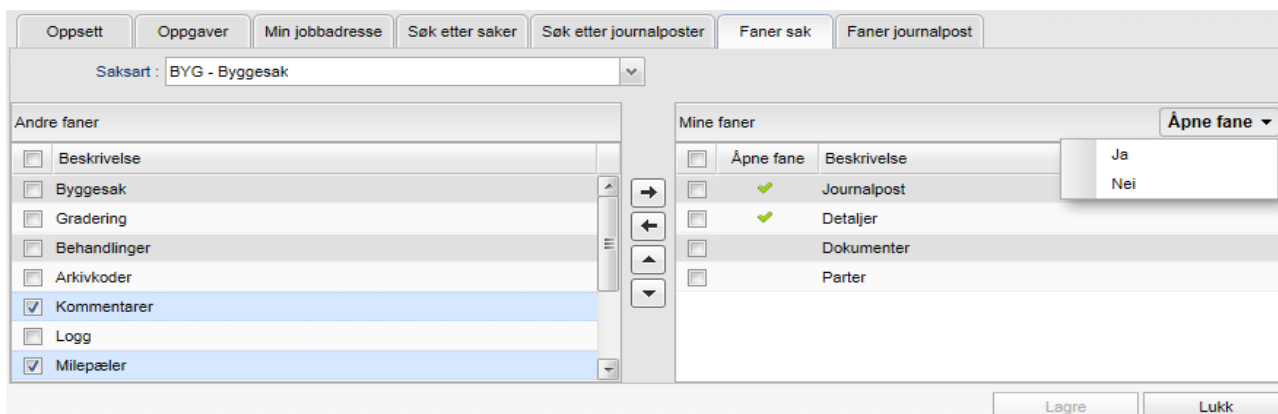 Oppsett Oppgaver Min jobbadresse Søk etter saker Søk etter journalposter Faner sak Faner journalpost
Saksart : BYG - Byggesak
Andre faner
Beskrivelse
Byggesak
Gradering
Behandlinger
Arkivkoder
Kommentarer
Logg
Milepæler
Mine faner Åpne fane
Ja
Nei
Åpne fane Beskrivelse
Journalpost
Detaljer
Dokumenter
Parter
Lagre Lukk